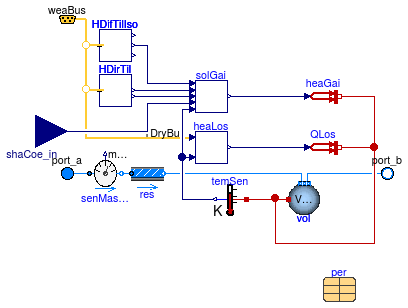 weaBus
HDifTilIso
HDirTil
solGai
heaGai
shaCoe_in
DryBu
heaLos
QLos
port_a
m...
port_b
senMas...
res
temSen
K
V...
vol
per